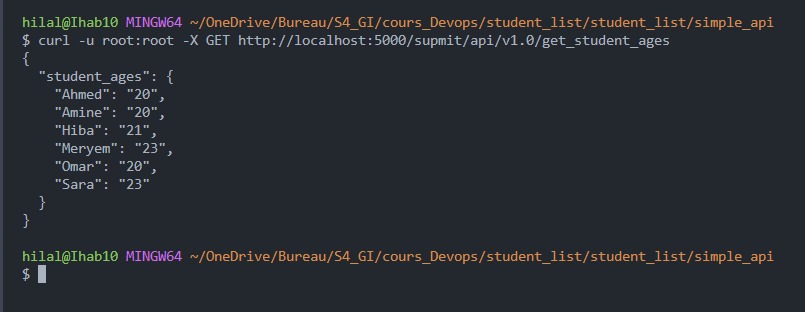 hilal@Ihab10 MINGW64 ~/OneDrive/Bureau/S4_GI/cours_Devops/student_list/student_list/simple_api
$ curl -u root:root -X GET http://localhost:5000/supmit/api/v1.0/get_student_ages
{
  "student_ages": {
    "Ahmed": "20",
    "Amine": "20",
    "Hiba": "21",
    "Meryem": "23",
    "Omar": "20",
    "Sara": "23"
  }
}
hilal@Ihab10 MINGW64 ~/OneDrive/Bureau/S4_GI/cours_Devops/student_list/student_list/simple_api
$